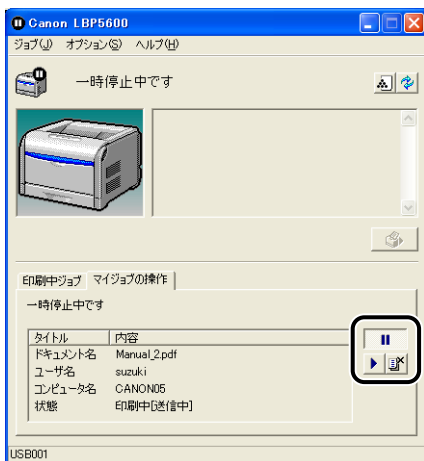 Canon LBP5600
ジョブ(J) オプション(S) ヘルプ(H)
一時停止中です
印刷中ジョブ マイジョブの操作
一時停止中です
タイトル 内容
ドキュメント名 Manual_2.pdf
ユーザ名 suzuki
コンピュータ名 CANON05
状態 印刷中[送信中]
USB001